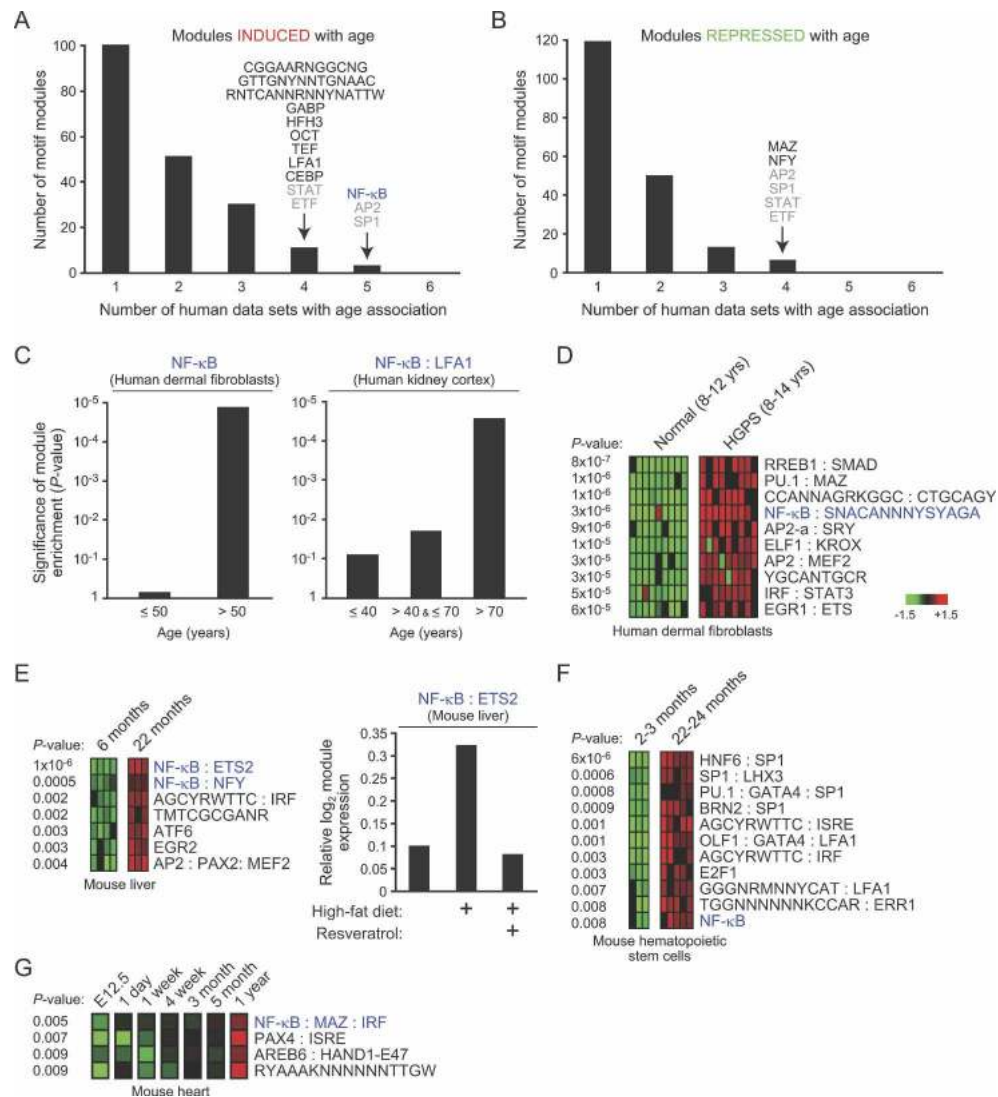 A
Modules INDUCED with age
Number of motif modules
100
80
60
40
20
0
CGGAARNGGCNG
GTTGNYNNTGNAAC
RNTCANNRNNYNATTW
GABP
HFH3
OCT
TEF
LFA1
CEBP
STAT
ETF
NF-κB
AP2
SP1
1 2 3 4 5 6
Number of human data sets with age association
B
Modules REPRESSED with age
Number of motif modules
120
100
80
60
40
20
0
MAZ
NFY
AP2
SP1
STAT
ETF
1 2 3 4 5 6
Number of human data sets with age association
C
NF-κB
(Human dermal fibroblasts)
Significance of module
enrichment (P-value)
10-5
10-4
10-3
10-2
10-1
1
≤ 50 > 50
Age (years)
NF-κB : LFA1
(Human kidney cortex)
10-5
10-4
10-3
10-2
10-1
1
≤ 40 > 40 & ≤ 70 > 70
Age (years)
D
Normal (8-12 yrs)
HGPS (8-14 yrs)
P-value:
8x10-7 RREB1 : SMAD
1x10-6 PU.1 : MAZ
1x10-6 CCANNAGRKGGC : CTGCAGY
3x10-6 NF-κB : SNACANNNYSYAGA
9x10-6 AP2-a : SRY
1x10-5 ELF1 : KROX
3x10-5 AP2 : MEF2
3x10-5 YGCANTGCR
5x10-5 IRF : STAT3
6x10-5 EGR1 : ETS
Human dermal fibroblasts
-1.5 +1.5
E
6 months
22 months
P-value:
1x10-6 NF-κB : ETS2
0.0005 NF-κB : NFY
0.002 AGCYRWTTC : IRF
0.002 TMTCGCGANR
0.003 ATF6
0.003 EGR2
0.004 AP2 : PAX2: MEF2
Mouse liver
NF-κB : ETS2
(Mouse liver)
Relative log2 module
expression
0.35
0.3
0.25
0.2
0.15
0.1
0.05
0
High-fat diet: + +
Resveratrol: +
F
2-3 months
22-24 months
P-value:
6x10-6 HNF6 : SP1
0.0006 SP1 : LHX3
0.0008 PU.1 : GATA4 : SP1
0.0009 BRN2 : SP1
0.001 AGCYRWTTC : ISRE
0.001 OLF1 : GATA4 : LFA1
0.003 AGCYRWTTC : IRF
0.003 E2F1
0.007 GGGNRMNNYCAT : LFA1
0.008 TGGNNNNNNKCCAR : ERR1
0.008 NF-κB
Mouse hematopoietic
stem cells
G
P-value: E12.5 1 day 1 week 4 week 3 month 5 month 1 year
0.005 NF-κB : MAZ : IRF
0.007 PAX4 : ISRE
0.009 AREB6 : HAND1-E47
0.009 RYAAAKNNNNNNTTGW
Mouse heart